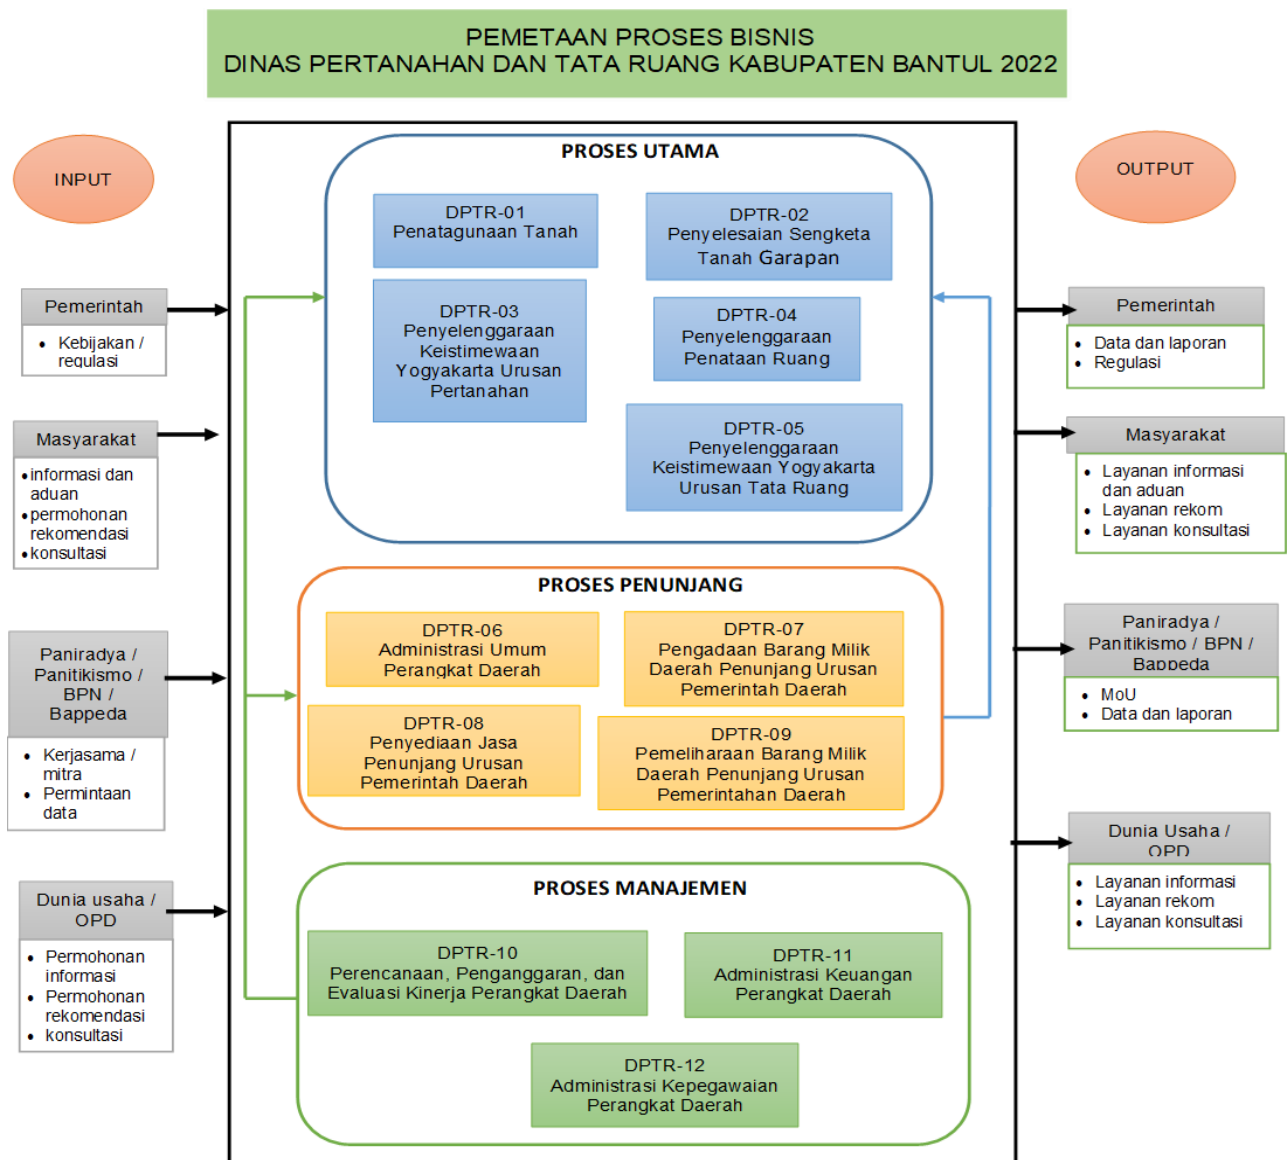 PEMETAAN PROSES BISNIS
DINAS PERTANAHAN DAN TATA RUANG KABUPATEN BANTUL 2022
INPUT
Pemerintah
• Kebijakan /
regulasi
Masyarakat
•informasi dan
aduan
•permohonan
rekomendasi
•konsultasi
Paniradya /
Panitikismo /
BPN /
Bappeda
• Kerjasama /
mitra
• Permintaan
data
Dunia usaha /
OPD
• Permohonan
informasi
• Permohonan
rekomendasi
• konsultasi
PROSES UTAMA
DPTR-01
Penatagunaan Tanah
DPTR-02
Penyelesaian Sengketa
Tanah Garapan
DPTR-03
Penyelenggaraan
Keistimewaan
Yogyakarta Urusan
Pertanahan
DPTR-04
Penyelenggaraan
Penataan Ruang
DPTR-05
Penyelenggaraan
Keistimewaan Yogyakarta
Urusan Tata Ruang
PROSES PENUNJANG
DPTR-06
Administrasi Umum
Perangkat Daerah
DPTR-07
Pengadaan Barang Milik
Daerah Penunjang Urusan
Pemerintah Daerah
DPTR-08
Penyediaan Jasa
Penunjang Urusan
Pemerintah Daerah
DPTR-09
Pemeliharaan Barang Milik
Daerah Penunjang Urusan
Pemerintahan Daerah
PROSES MANAJEMEN
DPTR-10
Perencanaan, Penganggaran, dan
Evaluasi Kinerja Perangkat Daerah
DPTR-11
Administrasi Keuangan
Perangkat Daerah
DPTR-12
Administrasi Kepegawaian
Perangkat Daerah
OUTPUT
Pemerintah
• Data dan laporan
• Regulasi
Masyarakat
• Layanan informasi
dan aduan
• Layanan rekom
• Layanan konsultasi
Paniradya /
Panitikismo / BPN /
Bappeda
• MoU
• Data dan laporan
Dunia Usaha /
OPD
• Layanan informasi
• Layanan rekom
• Layanan konsultasi